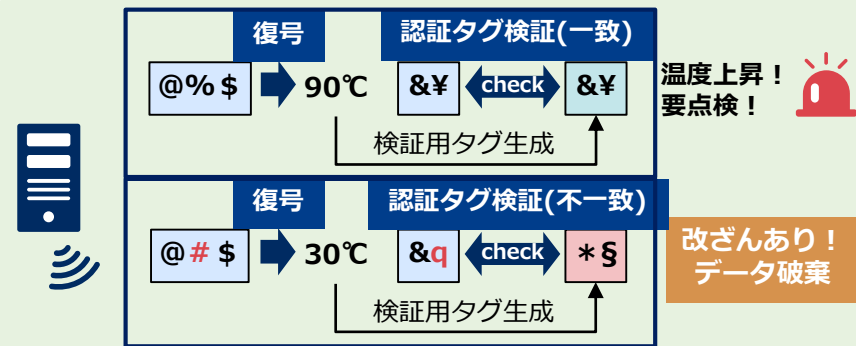 復号
認証タグ検証(一致)
@%$
90℃
&¥
check
&¥
検証用タグ生成
温度上昇！
要点検！
復号
認証タグ検証(不一致)
@#$
30℃
&q
check
*§
検証用タグ生成
改ざんあり！
データ破棄